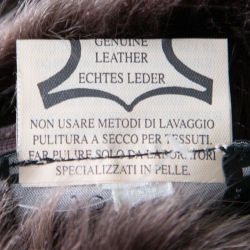 GENUINE
LEATHER
ECHTES LEDER
NON USARE METODI DI LAVAGGIO
PULITURA A SECCO PER TESSUTI.
FAR PULIRE SOLO DA LABORATORI
SPECIALIZZATI IN PELLE.